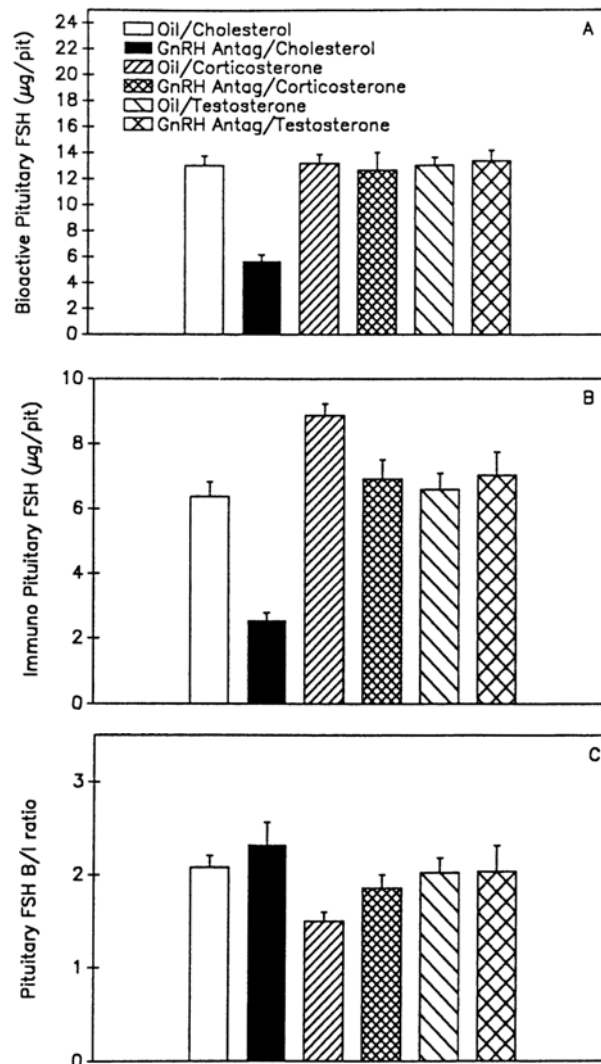 A
Oil/Cholesterol
GnRH Antag/Cholesterol
Oil/Corticosterone
GnRH Antag/Corticosterone
Oil/Testosterone
GnRH Antag/Testosterone
Bioactive Pituitary FSH (µg/pit)
24
22
20
18
16
14
12
10
8
6
4
2
0
B
Immuno Pituitary FSH (µg/pit)
10
8
6
4
2
0
C
Pituitary FSH B/I ratio
3
2
1
0